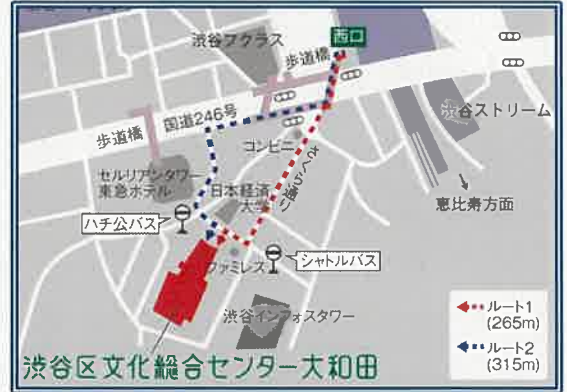 渋谷フクラス
西口
歩道橋
国道246号
歩道橋
谷ストリーム
コンビニ
さくら通り
セルリアンタワー
東急ホテル
日本経済
大学
恵比寿方面
ハチ公バス
ファミレス
シャトルバス
渋谷インフォスタワー
ルート1
(265m)
ルート2
(315m)
渋谷区文化総合センター大和田